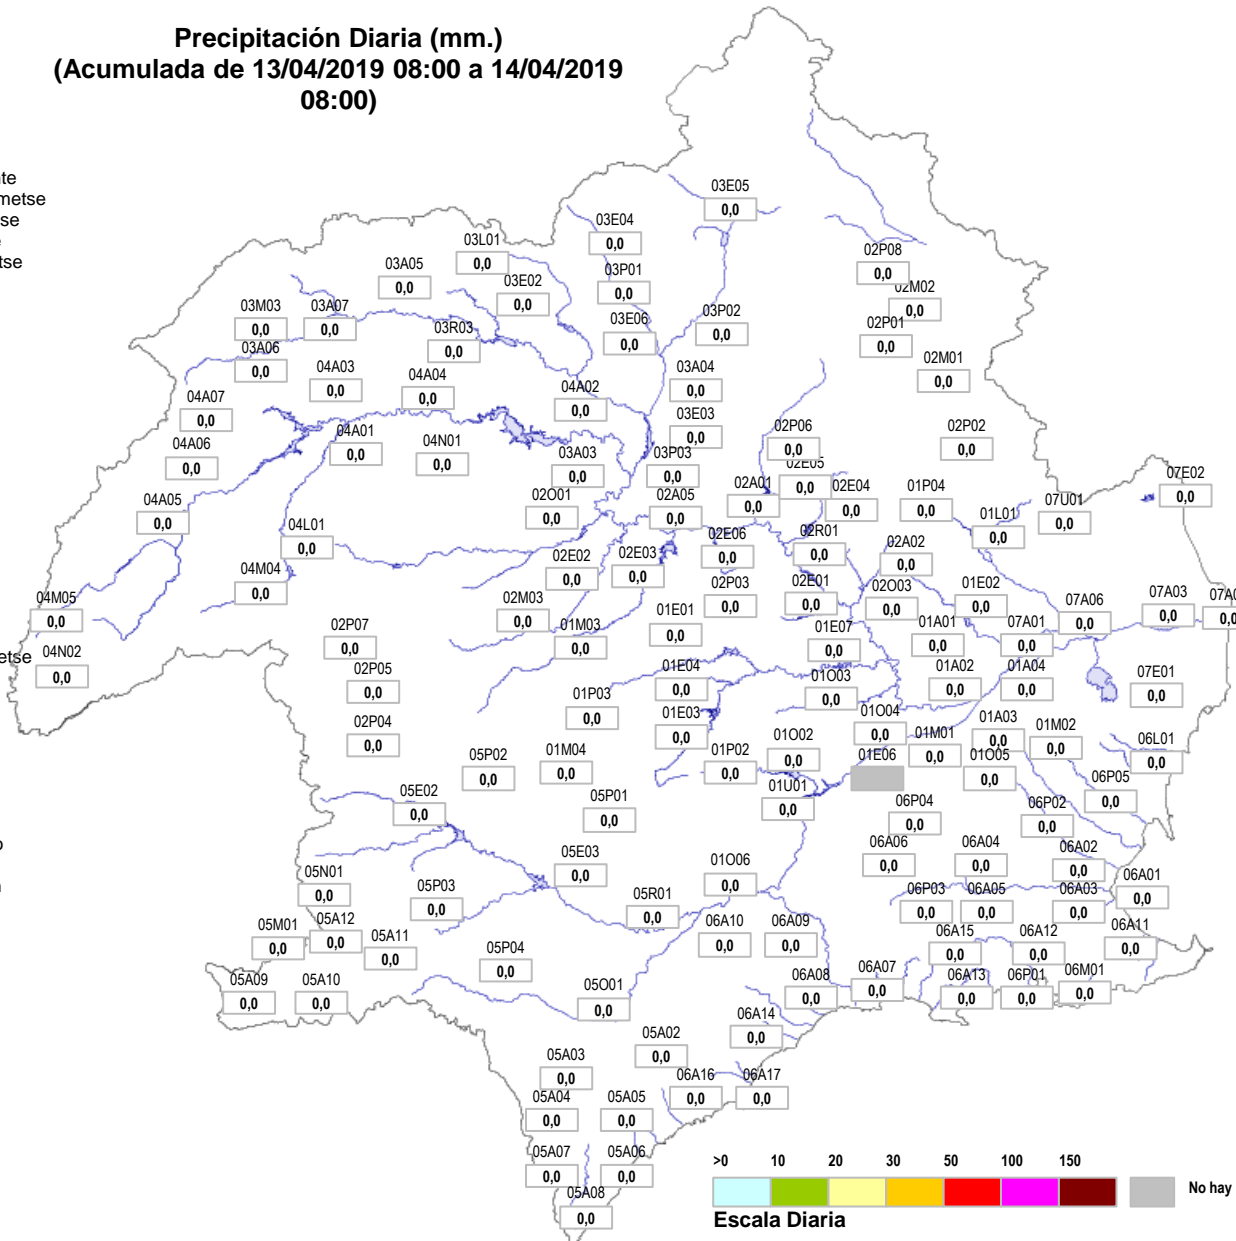 Precipitación Diaria (mm.)
(Acumulada de 13/04/2019 08:00 a 14/04/2019
08:00)
03E05
0,0
03E04
0,0
03L01
0,0
02P08
0,0
03A05
0,0
03P01
0,0
03E02
0,0
02M02
0,0
03M03
0,0
03A07
0,0
03E06
0,0
03P02
0,0
02P01
0,0
03R03
0,0
03A06
0,0
02M01
0,0
04A03
0,0
04A04
0,0
03A04
0,0
04A02
0,0
04A07
0,0
03E03
0,0
04A01
0,0
02P06
0,0
02P02
0,0
04A06
0,0
04N01
0,0
03A03
0,0
03P03
0,0
02E05
0,0
07E02
0,0
04A05
0,0
02O01
0,0
02A05
0,0
02A01
0,0
02E04
0,0
01P04
0,0
07U01
0,0
01L01
0,0
04L01
0,0
02E06
0,0
02R01
0,0
02A02
0,0
02E02
0,0
02E03
0,0
04M04
0,0
02P03
0,0
02E01
0,0
02O03
0,0
01E02
0,0
07A06
0,0
07A03
0,0
07A0
0,0
04M05
0,0
02M03
0,0
01M03
0,0
01E01
0,0
01E07
0,0
01A01
0,0
07A01
0,0
02P07
0,0
etse
04N02
0,0
02P05
0,0
01E04
0,0
01O03
0,0
01A02
0,0
01A04
0,0
07E01
0,0
01P03
0,0
01E03
0,0
01O04
0,0
01A03
0,0
01M02
0,0
02P04
0,0
05P02
0,0
01M04
0,0
01P02
0,0
01O02
0,0
01E06
01M01
0,0
01O05
0,0
06L01
0,0
05E02
0,0
05P01
0,0
01U01
0,0
06P04
0,0
06P02
0,0
06P05
0,0
05E03
0,0
01O06
0,0
06A06
0,0
06A04
0,0
06A02
0,0
05N01
0,0
05P03
0,0
05R01
0,0
06P03
0,0
06A05
0,0
06A03
0,0
06A01
0,0
05M01
0,0
05A12
0,0
05A11
0,0
05P04
0,0
06A10
0,0
06A09
0,0
06A15
0,0
06A12
0,0
06A11
0,0
05A09
0,0
05A10
0,0
05O01
0,0
06A08
0,0
06A07
0,0
06A13
0,0
06P01
0,0
06M01
0,0
06A14
0,0
05A02
0,0
05A03
0,0
06A16
0,0
06A17
0,0
05A04
0,0
05A05
0,0
05A07
0,0
05A06
0,0
05A08
0,0
>0 10 20 30 50 100 150
No hay
Escala Diaria